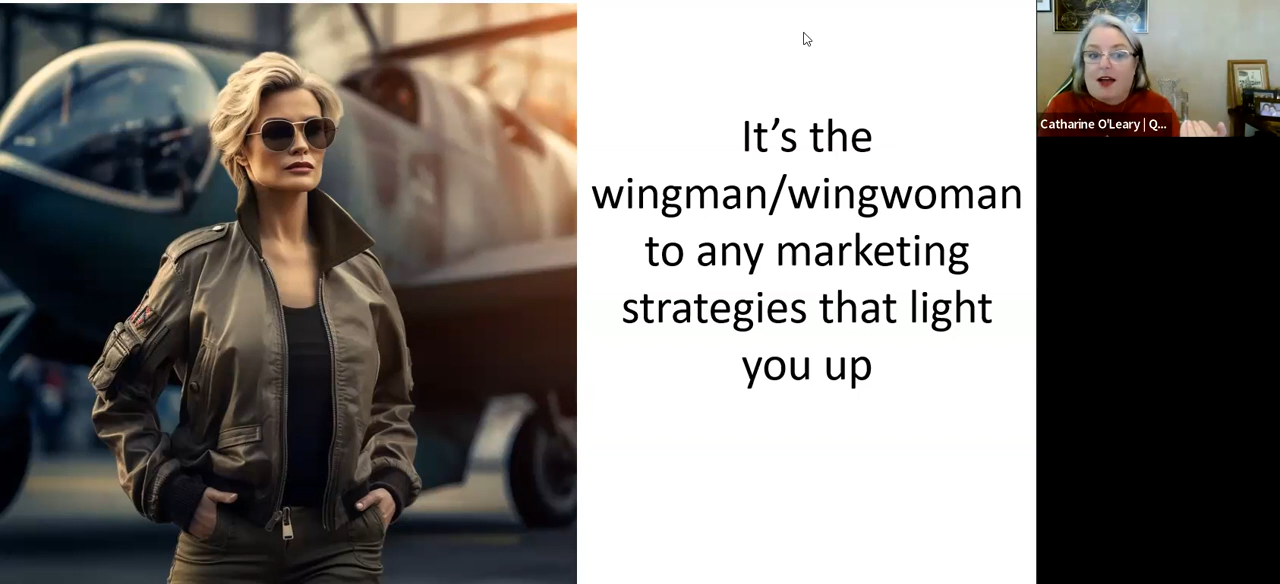 It's the
wingman/wingwoman
to any marketing
strategies that light
you up
Catharine O'Leary | Q...